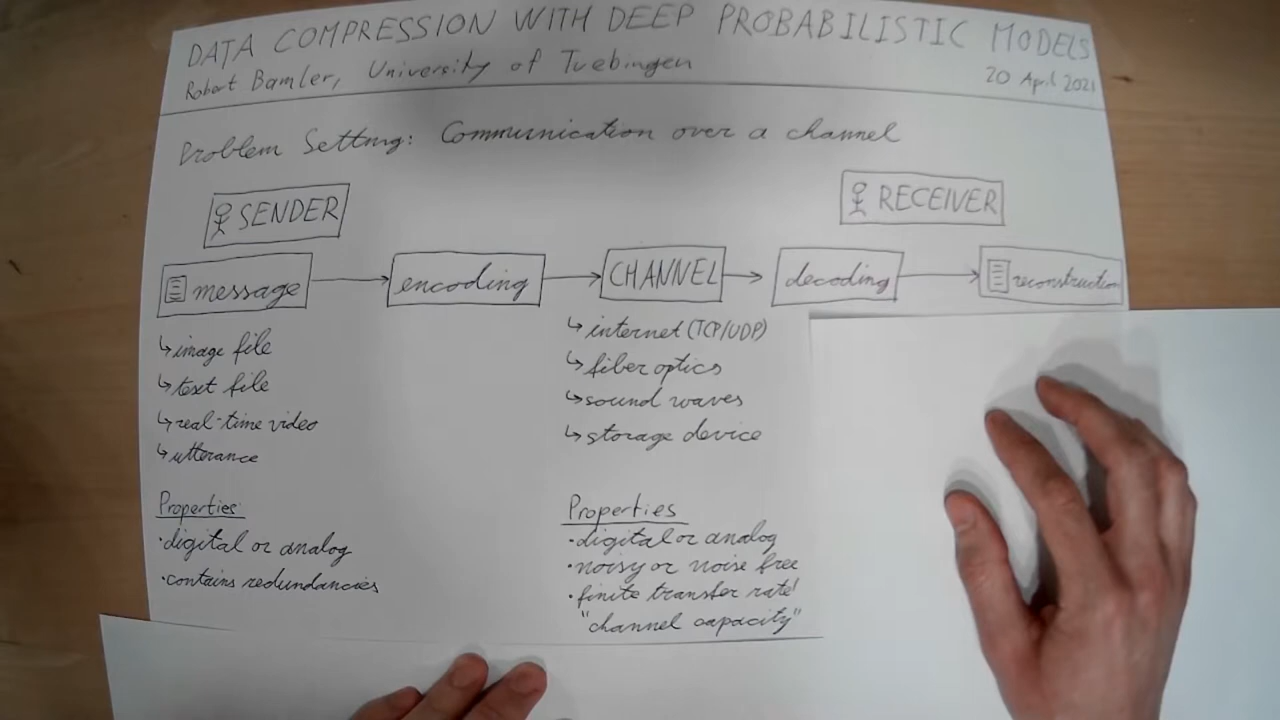 DATA COMPRESSION WITH DEEP PROBABILISTIC MODELS
Robert Bamler, University of Tuebingen
20 April 2021
Problem Setting: Communication over a channel
SENDER
RECEIVER
message
encoding
CHANNEL
decoding
reconstruction
↳image file
↳text file
↳real-time video
↳utterance
Properties
·digital or analog
·contains redundancies
↳internet (TCP/UDP)
↳fiber optics
↳sound waves
↳storage device
Properties
·digital or analog
·noisy or noise free
·finite transfer rate!
"channel capacity"